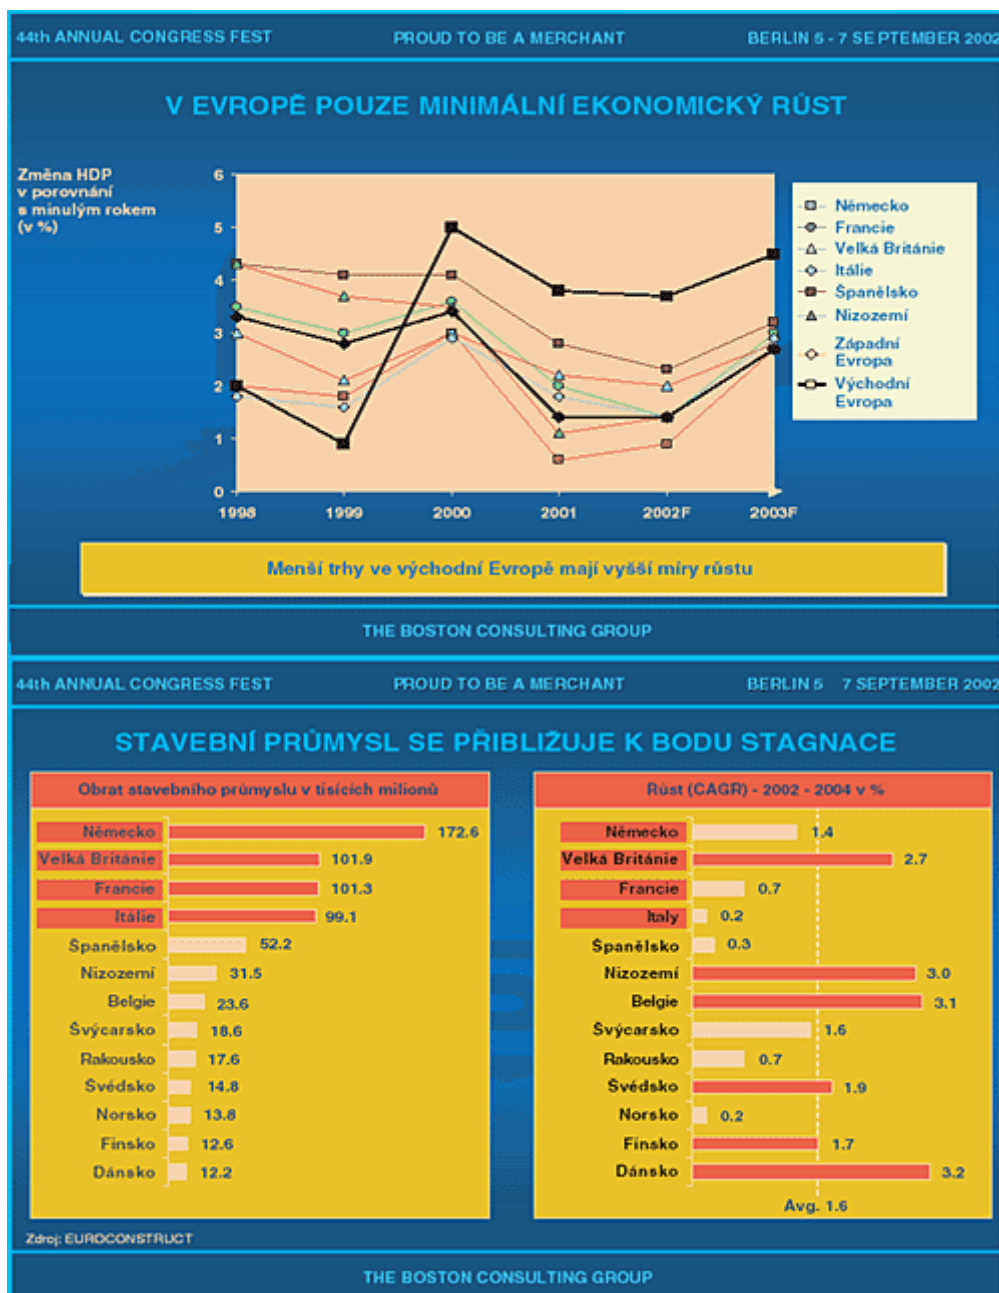 44th ANNUAL CONGRESS FEST PROUD TO BE A MERCHANT BERLIN 5 - 7 SEPTEMBER 2002
V EVROPĚ POUZE MINIMÁLNÍ EKONOMICKÝ RŮST
Změna HDP
v porovnání
s minulým rokem
(v %)
6
5
4
3
2
1
0
1998 1999 2000 2001 2002F 2003F
Německo
Francie
Velká Británie
Itálie
Španělsko
Nizozemí
Západní
Evropa
Východní
Evropa
Menší trhy ve východní Evropě mají vyšší míry růstu
THE BOSTON CONSULTING GROUP
44th ANNUAL CONGRESS FEST PROUD TO BE A MERCHANT BERLIN 5 7 SEPTEMBER 2002
STAVEBNÍ PRŮMYSL SE PŘIBLIŽUJE K BODU STAGNACE
Obrat stavebního průmyslu v tisících milionů
Německo 172.6
Velká Británie 101.9
Francie 101.3
Itálie 99.1
Španělsko 52.2
Nizozemí 31.5
Belgie 23.6
Švýcarsko 18.6
Rakousko 17.6
Švédsko 14.8
Norsko 13.8
Finsko 12.6
Dánsko 12.2
Růst (CAGR) - 2002 - 2004 v %
Německo 1.4
Velká Británie 2.7
Francie 0.7
Italy 0.2
Španělsko 0.3
Nizozemí 3.0
Belgie 3.1
Švýcarsko 1.6
Rakousko 0.7
Švédsko 1.9
Norsko 0.2
Finsko 1.7
Dánsko 3.2
Avg. 1.6
Zdroj: EUROCONSTRUCT
THE BOSTON CONSULTING GROUP